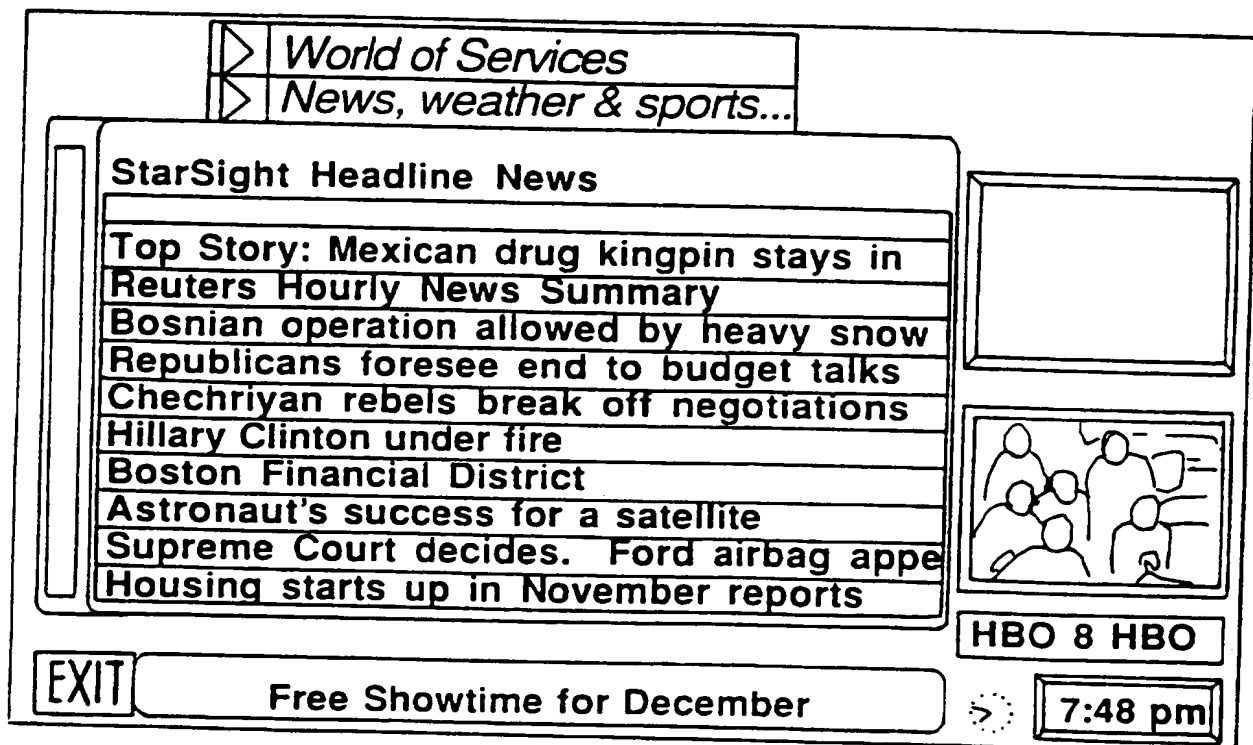 World of Services
News, weather & sports...
StarSight Headline News
Top Story: Mexican drug kingpin stays in
Reuters Hourly News Summary
Bosnian operation allowed by heavy snow
Republicans foresee end to budget talks
Chechriyan rebels break off negotiations
Hillary Clinton under fire
Boston Financial District
Astronaut's success for a satellite
Supreme Court decides. Ford airbag appe
Housing starts up in November reports
HBO 8 HBO
EXIT
Free Showtime for December
7:48 pm